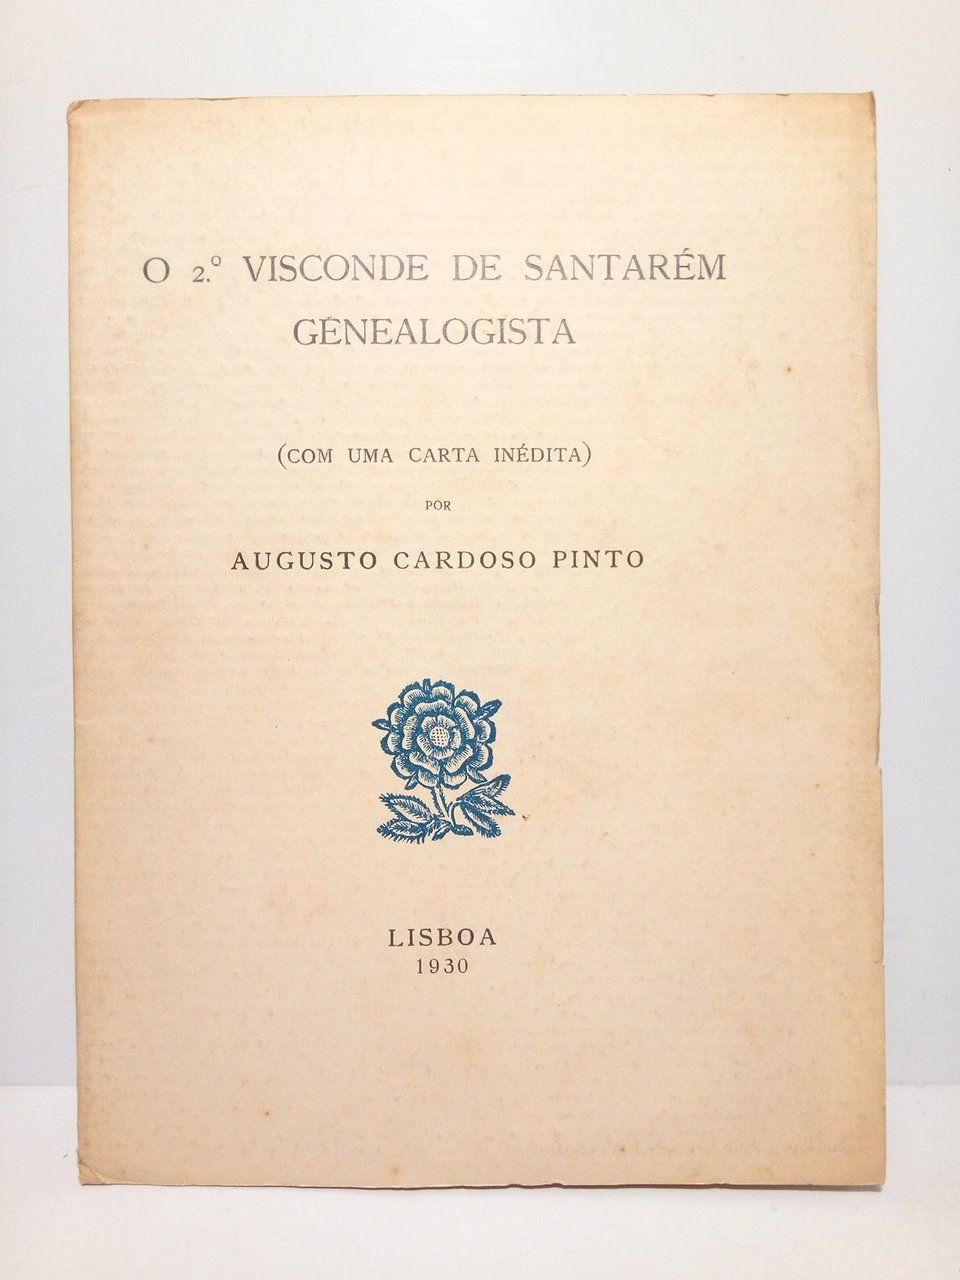 O 2.º VISCONDE DE SANTARÉM
GENEALOGISTA
(COM UMA CARTA INÉDITA)
POR
AUGUSTO CARDOSO PINTO
LISBOA
1930